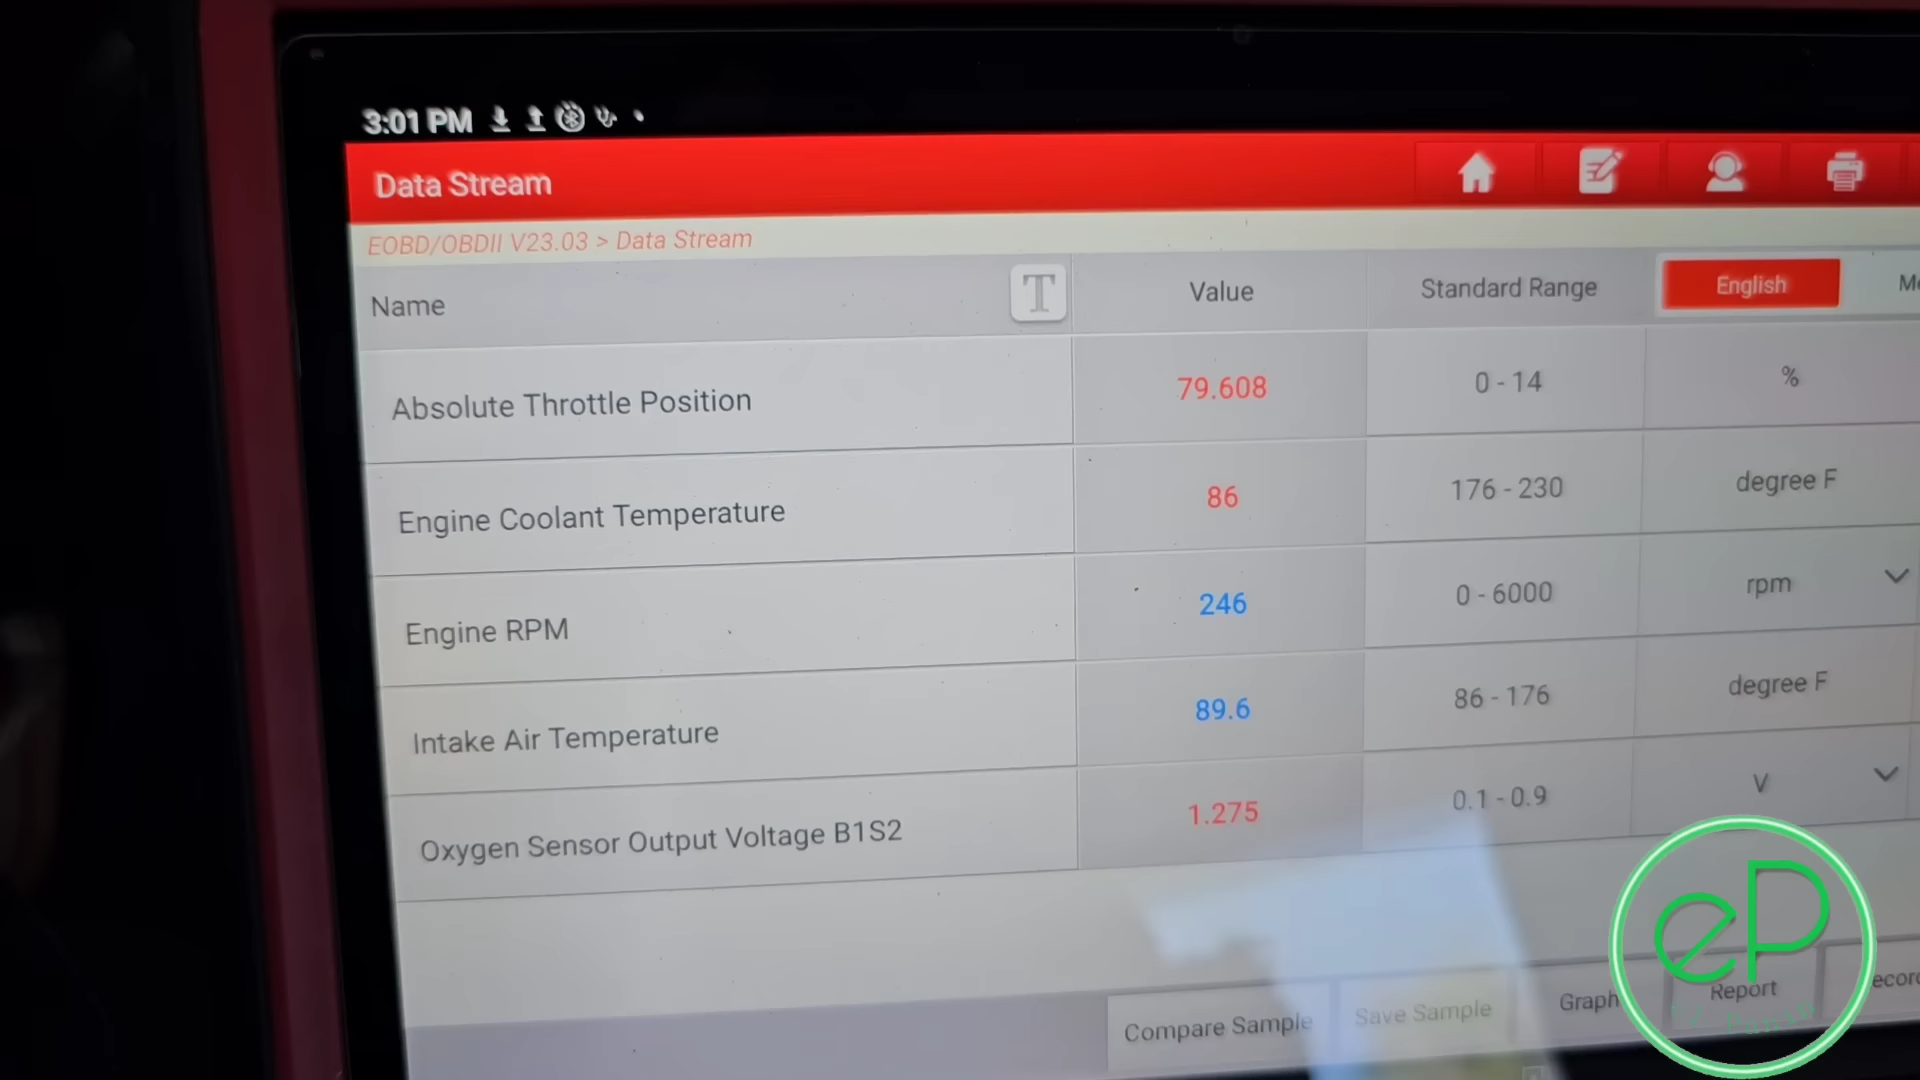 3:01 PM
Data Stream
EOBD/OBDII V23.03 > Data Stream
Name T Value Standard Range English
Absolute Throttle Position 79.608 0 - 14 %
Engine Coolant Temperature 86 176 - 230 degree F
Engine RPM 246 0 - 6000 rpm
Intake Air Temperature 89.6 86 - 176 degree F
Oxygen Sensor Output Voltage B1S2 1.275 0.1 - 0.9 V
Compare Sample Save Sample Graph Report
eP